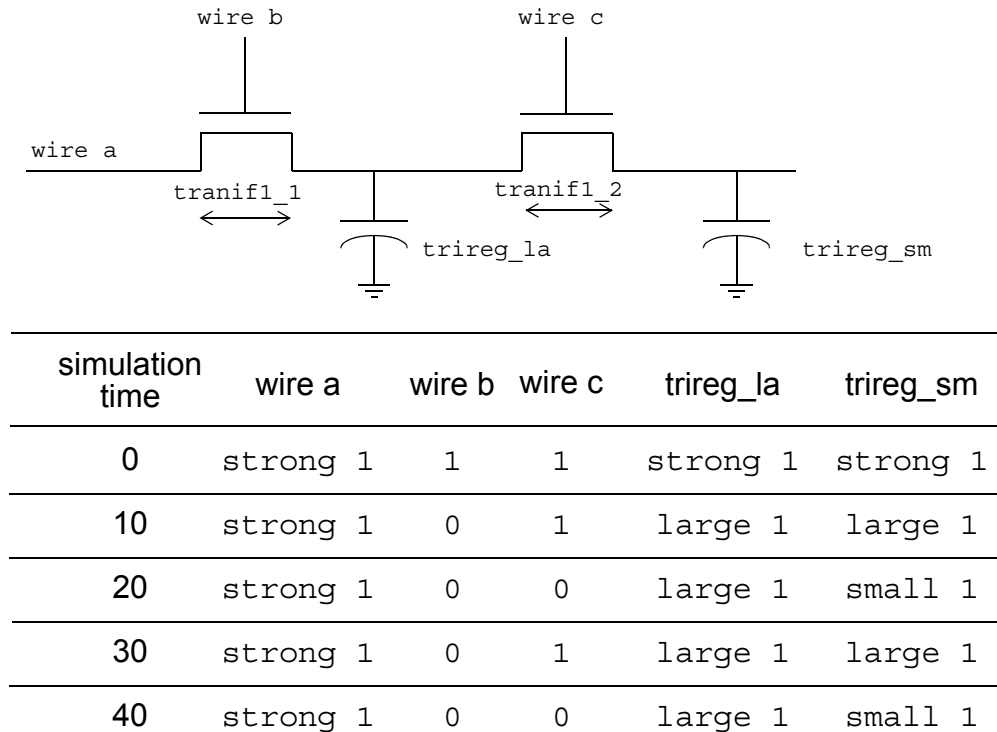 wire b wire c
wire a
tranif1_1 tranif1_2
trireg_la trireg_sm
simulation
time wire a wire b wire c trireg_la trireg_sm
0 strong 1 1 1 strong 1 strong 1
10 strong 1 0 1 large 1 large 1
20 strong 1 0 0 large 1 small 1
30 strong 1 0 1 large 1 large 1
40 strong 1 0 0 large 1 small 1